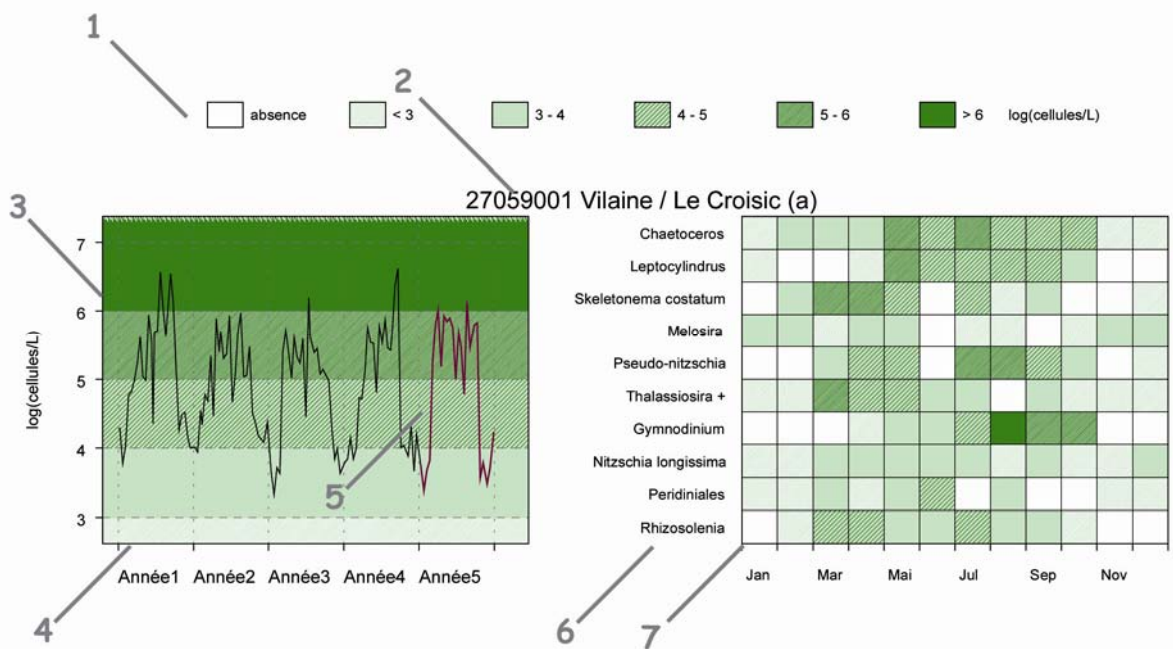 1
2
absence
< 3
3 - 4
4 - 5
5 - 6
> 6
log(cellules/L)
27059001 Vilaine / Le Croisic (a)
3
7
6
5
4
3
log(cellules/L)
5
Année1
Année2
Année3
Année4
Année5
4
Chaetoceros
Leptocylindrus
Skeletonema costatum
Melosira
Pseudo-nitzschia
Thalassiosira +
Gymnodinium
Nitzschia longissima
Peridiniales
Rhizosolenia
Jan
Mar
Mai
Jul
Sep
Nov
6
7